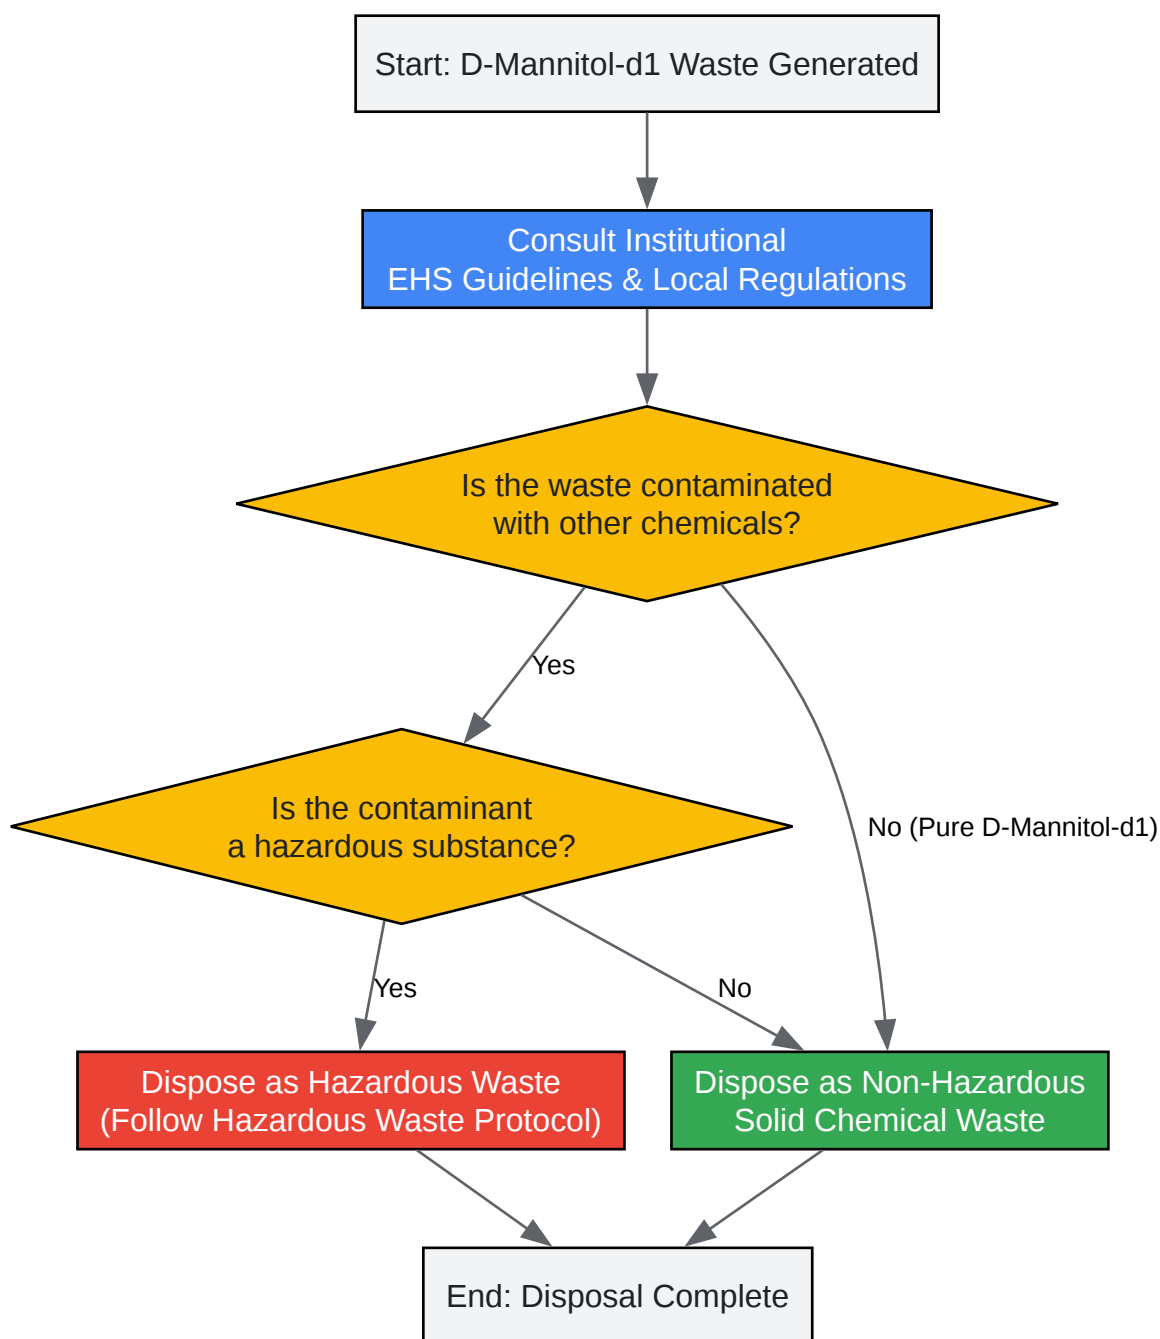 Start: D-Mannitol-d1 Waste Generated
Consult Institutional
EHS Guidelines & Local Regulations
Is the waste contaminated
with other chemicals?
Yes
Is the contaminant
a hazardous substance?
No (Pure D-Mannitol-d1)
Yes
No
Dispose as Hazardous Waste
(Follow Hazardous Waste Protocol)
Dispose as Non-Hazardous
Solid Chemical Waste
End: Disposal Complete